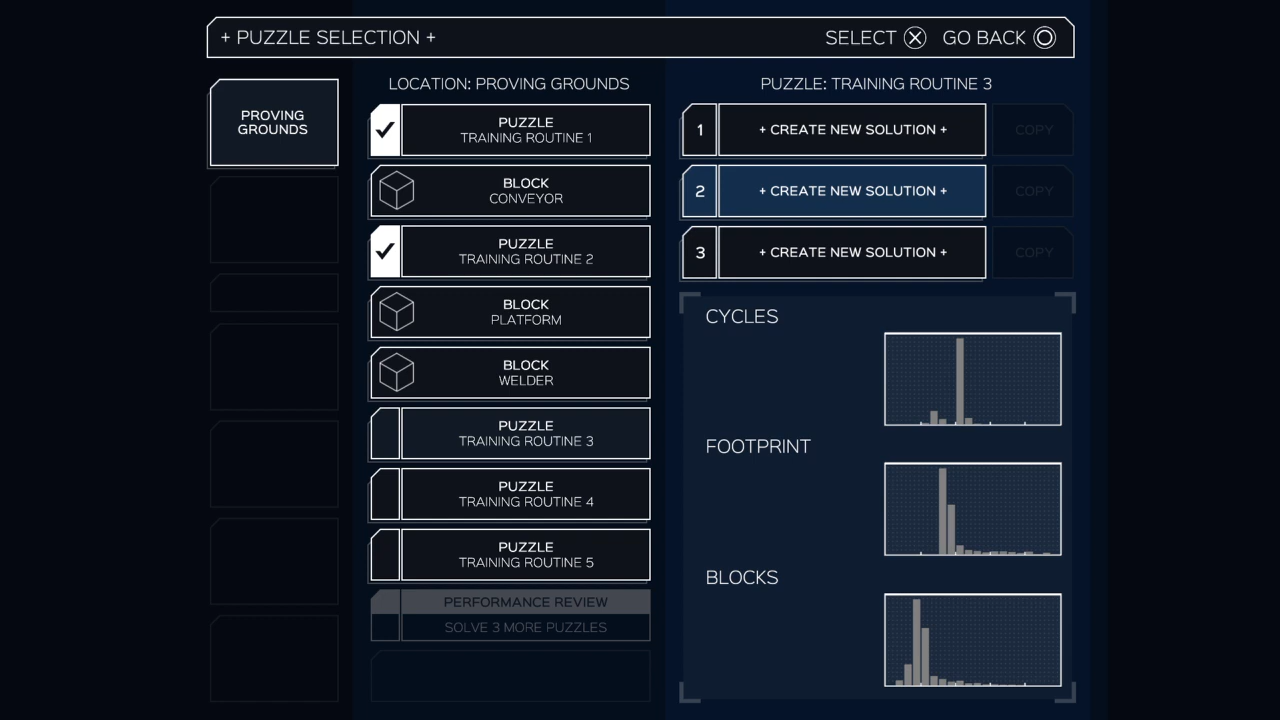 + PUZZLE SELECTION +
SELECT
GO BACK
PROVING
GROUNDS
LOCATION: PROVING GROUNDS
PUZZLE
TRAINING ROUTINE 1
BLOCK
CONVEYOR
PUZZLE
TRAINING ROUTINE 2
BLOCK
PLATFORM
BLOCK
WELDER
PUZZLE
TRAINING ROUTINE 3
PUZZLE
TRAINING ROUTINE 4
PUZZLE
TRAINING ROUTINE 5
PERFORMANCE REVIEW
SOLVE 3 MORE PUZZLES
PUZZLE: TRAINING ROUTINE 3
1 + CREATE NEW SOLUTION + COPY
2 + CREATE NEW SOLUTION + COPY
3 + CREATE NEW SOLUTION + COPY
CYCLES
FOOTPRINT
BLOCKS